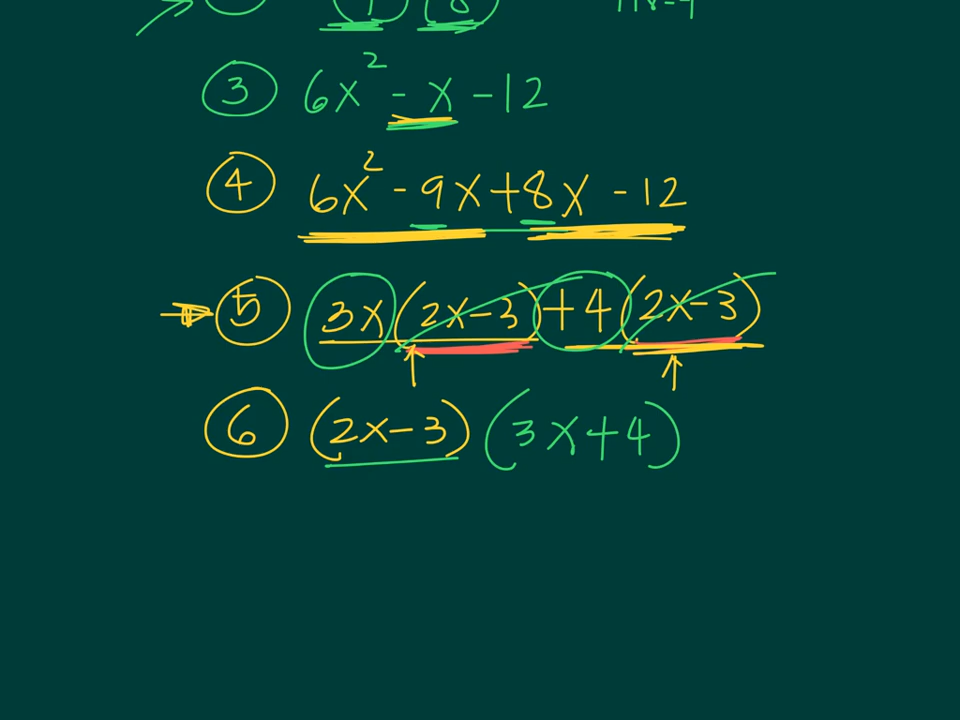 ③ 6x² - x - 12
④ 6x² - 9x + 8x - 12
⑤ 3x(2x-3) + 4(2x-3)
⑥ (2x-3)(3x+4)